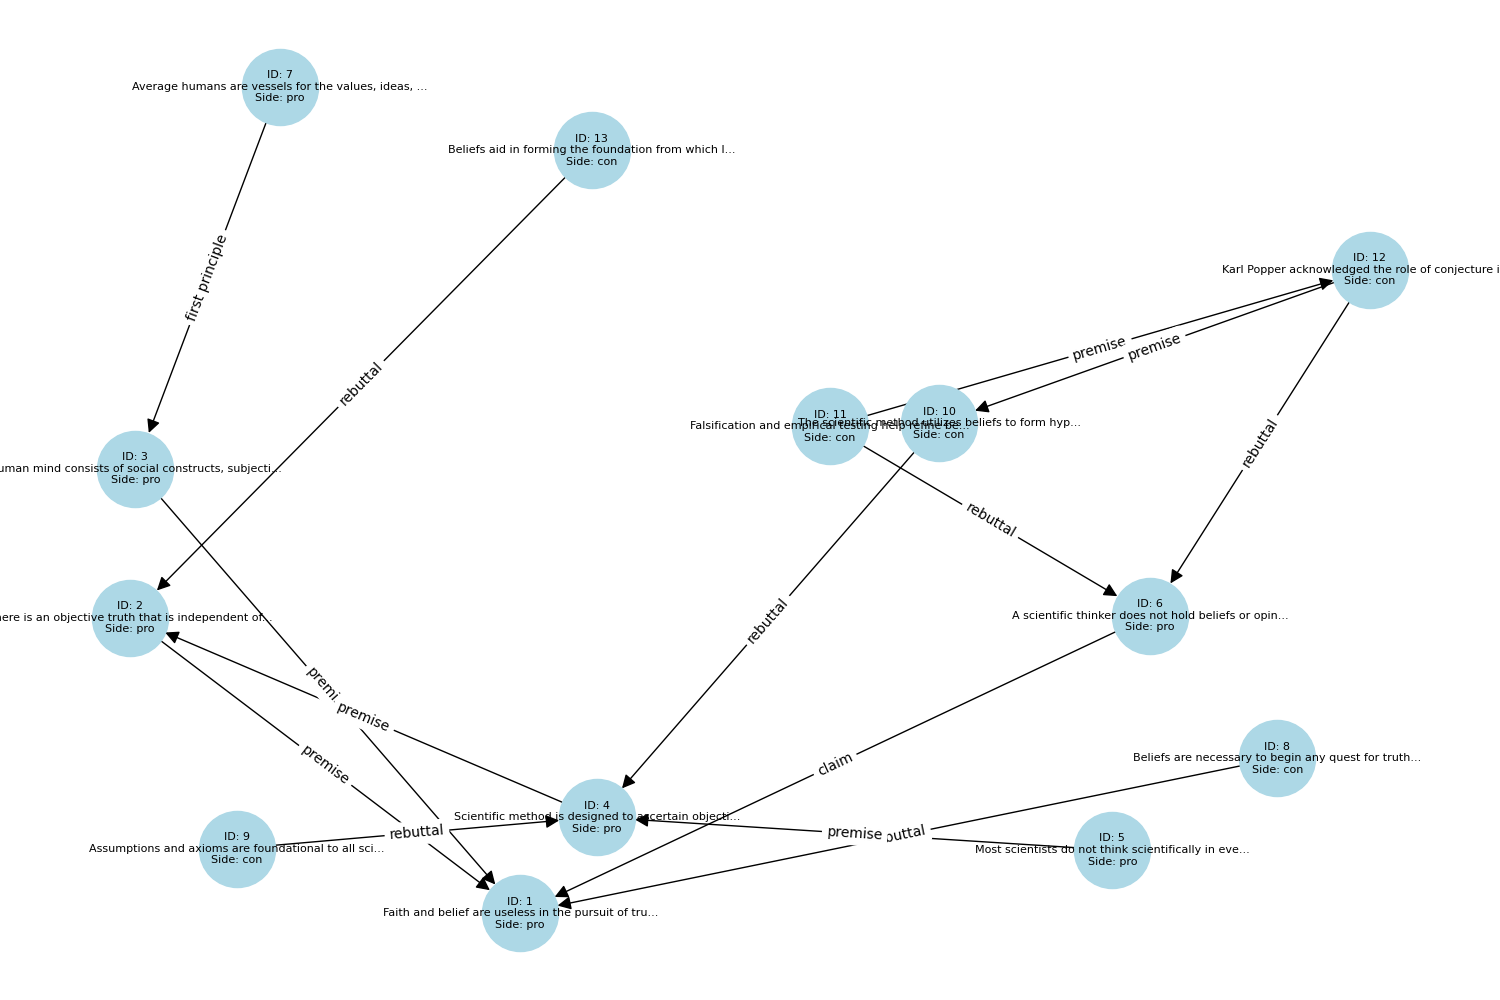 ID: 7
Average humans are vessels for the values, ideas, ...
Side: pro
ID: 13
Beliefs aid in forming the foundation from which l...
Side: con
first principle
ID: 12
Karl Popper acknowledged the role of conjecture i
Side: con
premise
premise
rebuttal
ID: 11
Falsification and empirical testing help refine be...
Side: con
ID: 10
The scientific method utilizes beliefs to form hyp...
Side: con
rebuttal
ID: 3
uman mind consists of social constructs, subjecti...
Side: pro
rebuttal
ID: 2
here is an objective truth that is independent of...
Side: pro
rebuttal
ID: 6
A scientific thinker does not hold beliefs or opin...
Side: pro
premi
premise
premise
claim
ID: 8
Beliefs are necessary to begin any quest for truth...
Side: con
ID: 4
Scientific method is designed to ascertain objecti...
Side: pro
rebuttal
premise
buttal
ID: 9
Assumptions and axioms are foundational to all sci...
Side: con
ID: 5
Most scientists do not think scientifically in eve...
Side: pro
ID: 1
Faith and belief are useless in the pursuit of tru...
Side: pro